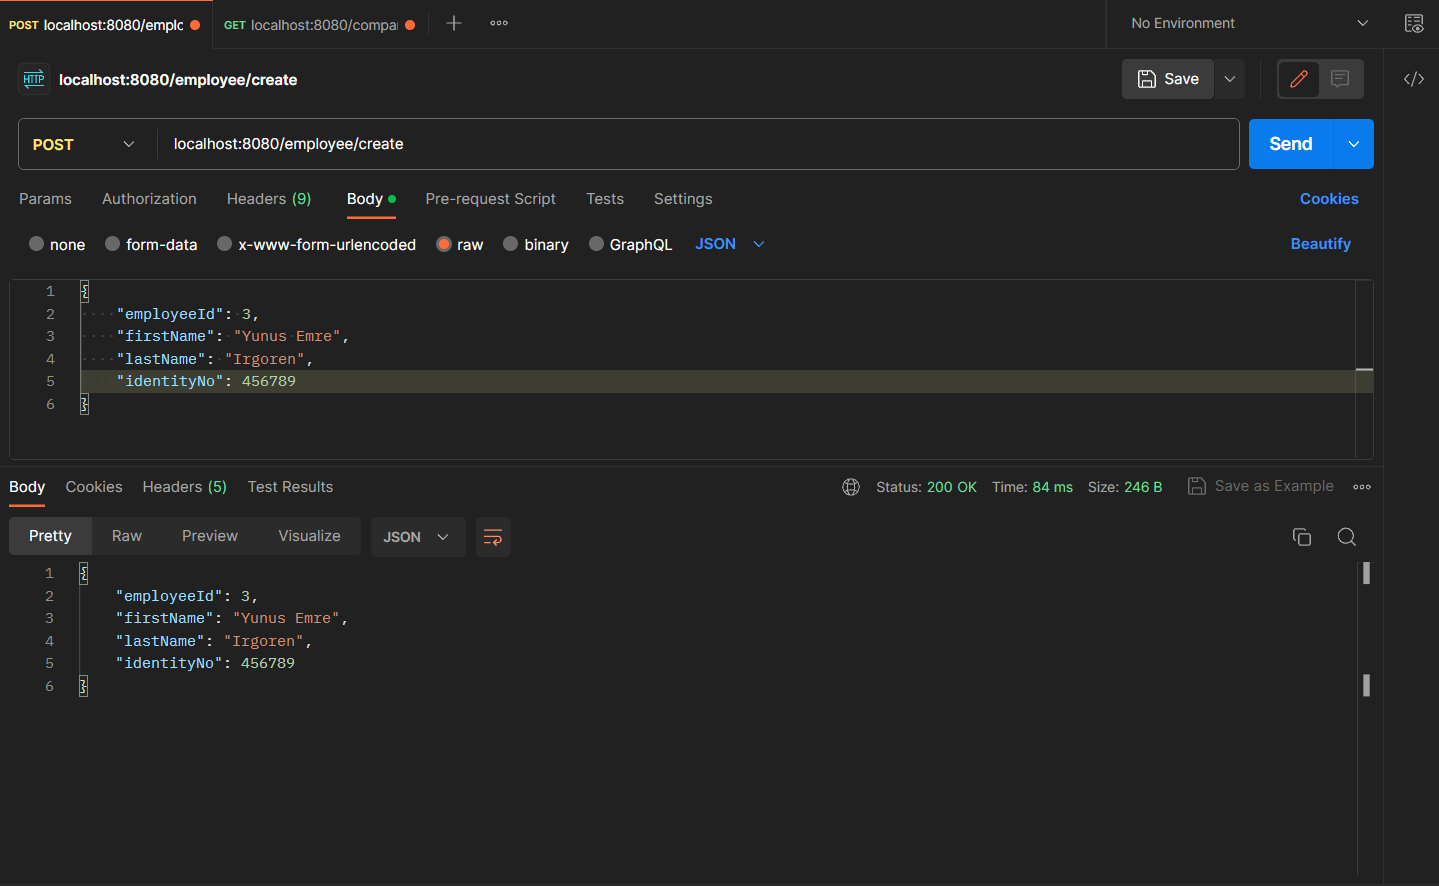 POST localhost:8080/emplo
GET localhost:8080/compa
No Environment
HTTP
localhost:8080/employee/create
Save
POST
localhost:8080/employee/create
Send
Params Authorization Headers (9) Body Pre-request Script Tests Settings Cookies
none form-data x-www-form-urlencoded raw binary GraphQL JSON Beautify
1 {
2 "employeeId": 3,
3 "firstName": "Yunus Emre",
4 "lastName": "Irgoren",
5 "identityNo": 456789
6 }
Body Cookies Headers (5) Test Results Status: 200 OK Time: 84 ms Size: 246 B Save as Example
Pretty Raw Preview Visualize JSON
1 {
2 "employeeId": 3,
3 "firstName": "Yunus Emre",
4 "lastName": "Irgoren",
5 "identityNo": 456789
6 }